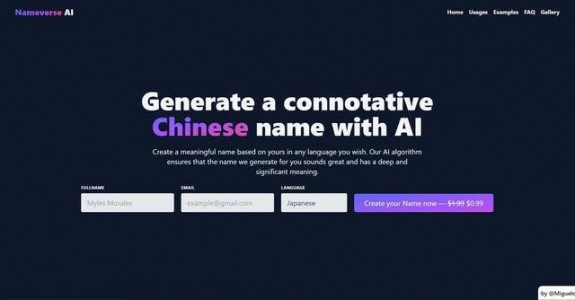 Nameverse AI
Home Usages Examples FAQ Gallery
Generate a connotative
Chinese name with AI
Create a meaningful name based on yours in any language you wish. Our AI algorithm
ensures that the name we generate for you sounds great and has a deep and
significant meaning.
FULLNAME EMAIL LANGUAGE
Myles Morales example@gmail.com Japanese Create your Name now — $1.99 $0.99
by @Miguelo